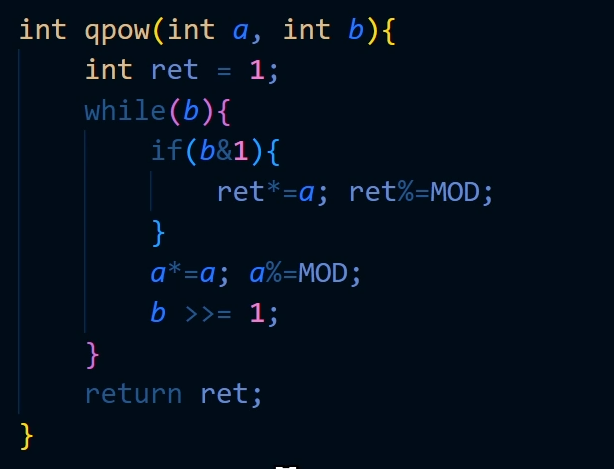 int qpow(int a, int b){
    int ret = 1;
    while(b){
        if(b&1){
            ret*=a; ret%=MOD;
        }
        a*=a; a%=MOD;
        b >>= 1;
    }
    return ret;
}